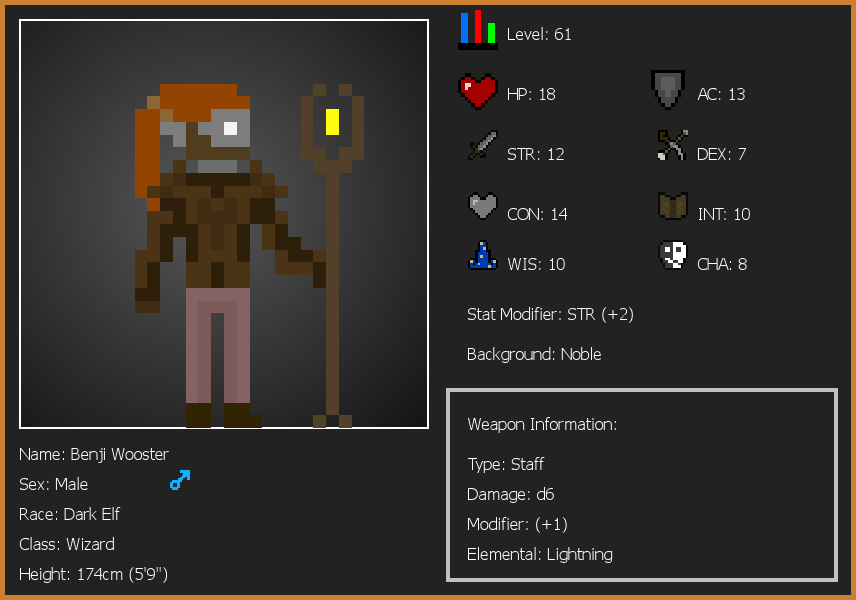 Level: 61
HP: 18
AC: 13
STR: 12
DEX: 7
CON: 14
INT: 10
WIS: 10
CHA: 8
Stat Modifier: STR (+2)
Background: Noble
Weapon Information:
Type: Staff
Damage: d6
Modifier: (+1)
Elemental: Lightning
Name: Benji Wooster
Sex: Male
Race: Dark Elf
Class: Wizard
Height: 174cm (5'9")